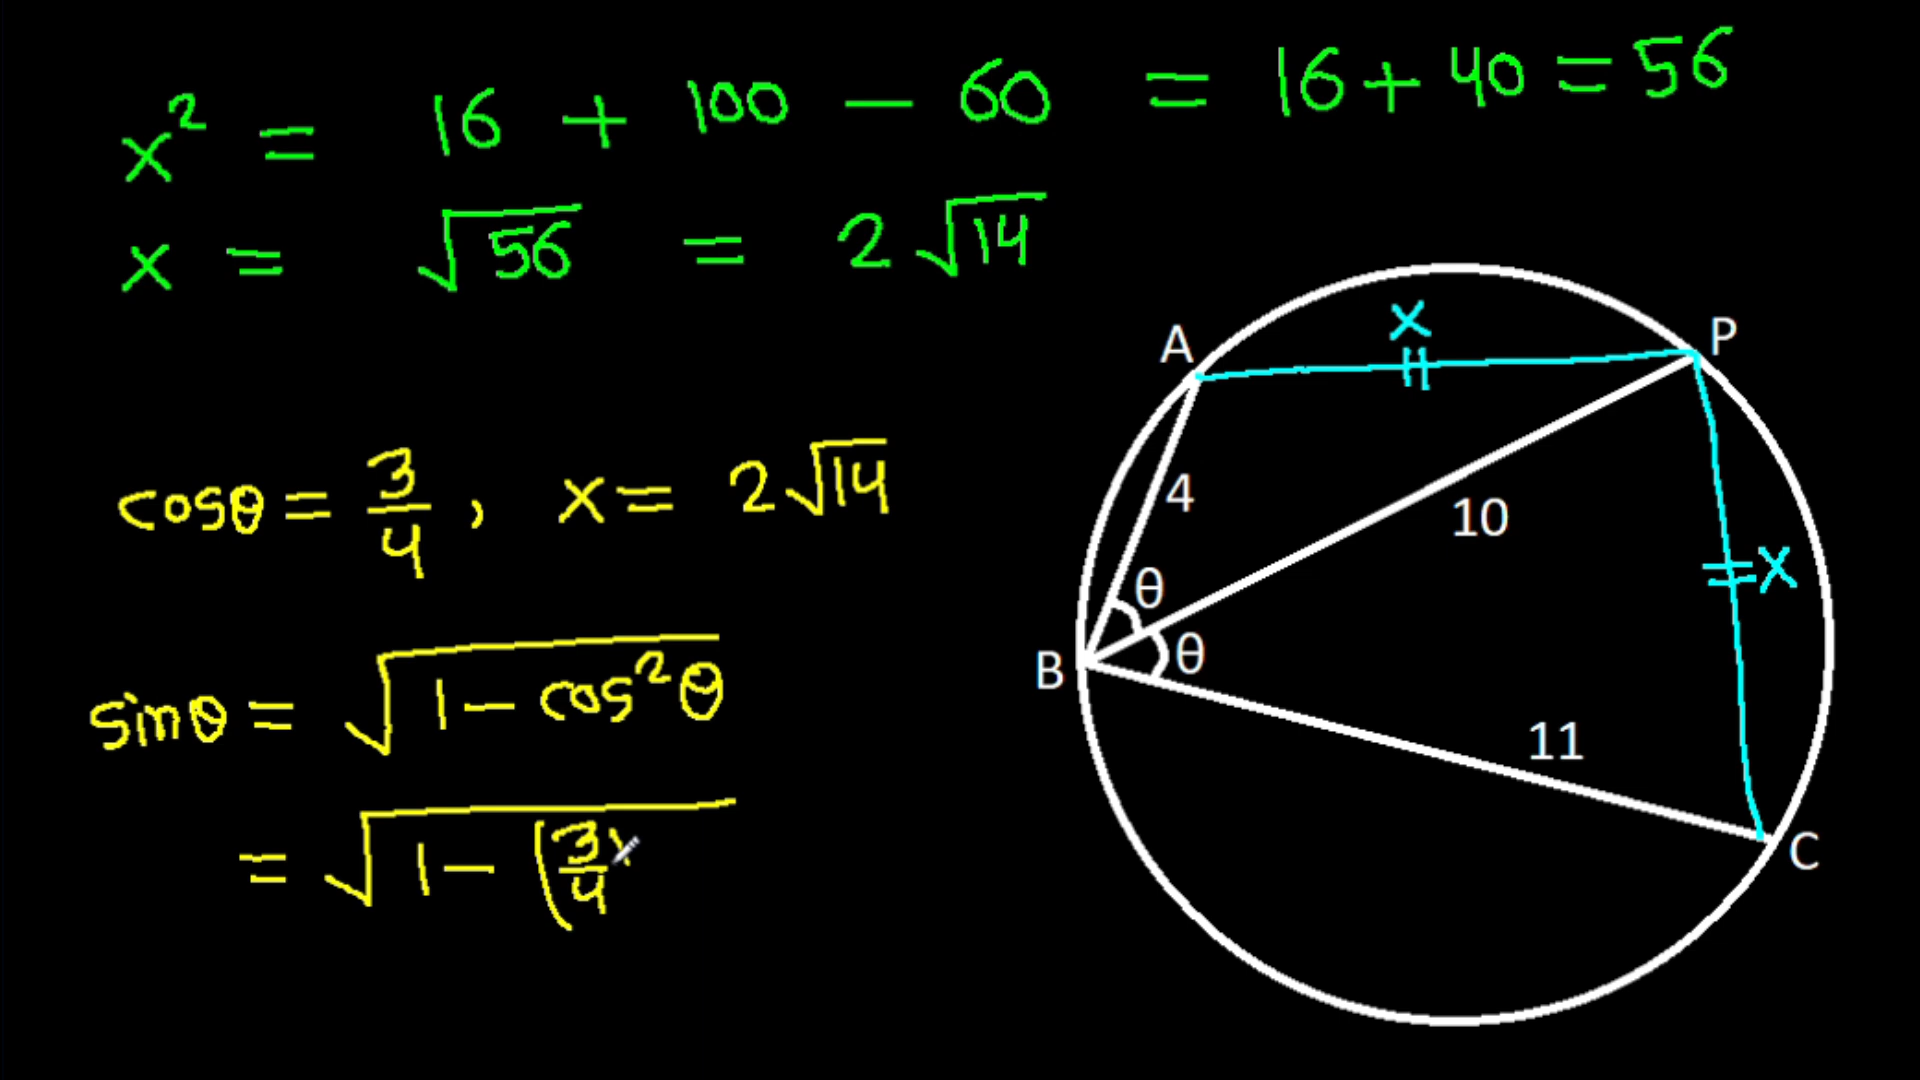 x² = 16 + 100 − 60 = 16 + 40 = 56
x = √56 = 2√14
cosθ = 3/4 , x = 2√14
sinθ = √(1 − cos²θ)
= √(1 − (3/4)
A
x
P
4
10
x
θ
θ
B
11
C